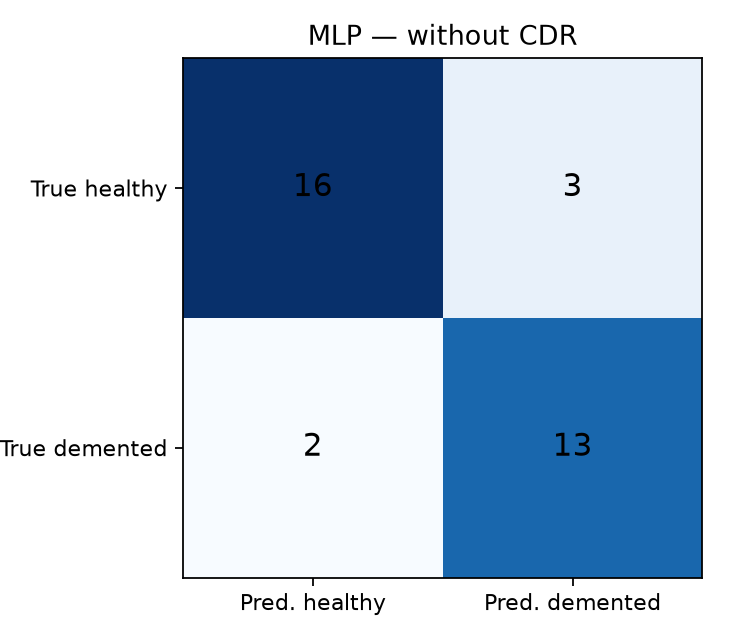 MLP — without CDR
True healthy
16
3
True demented
2
13
Pred. healthy
Pred. demented